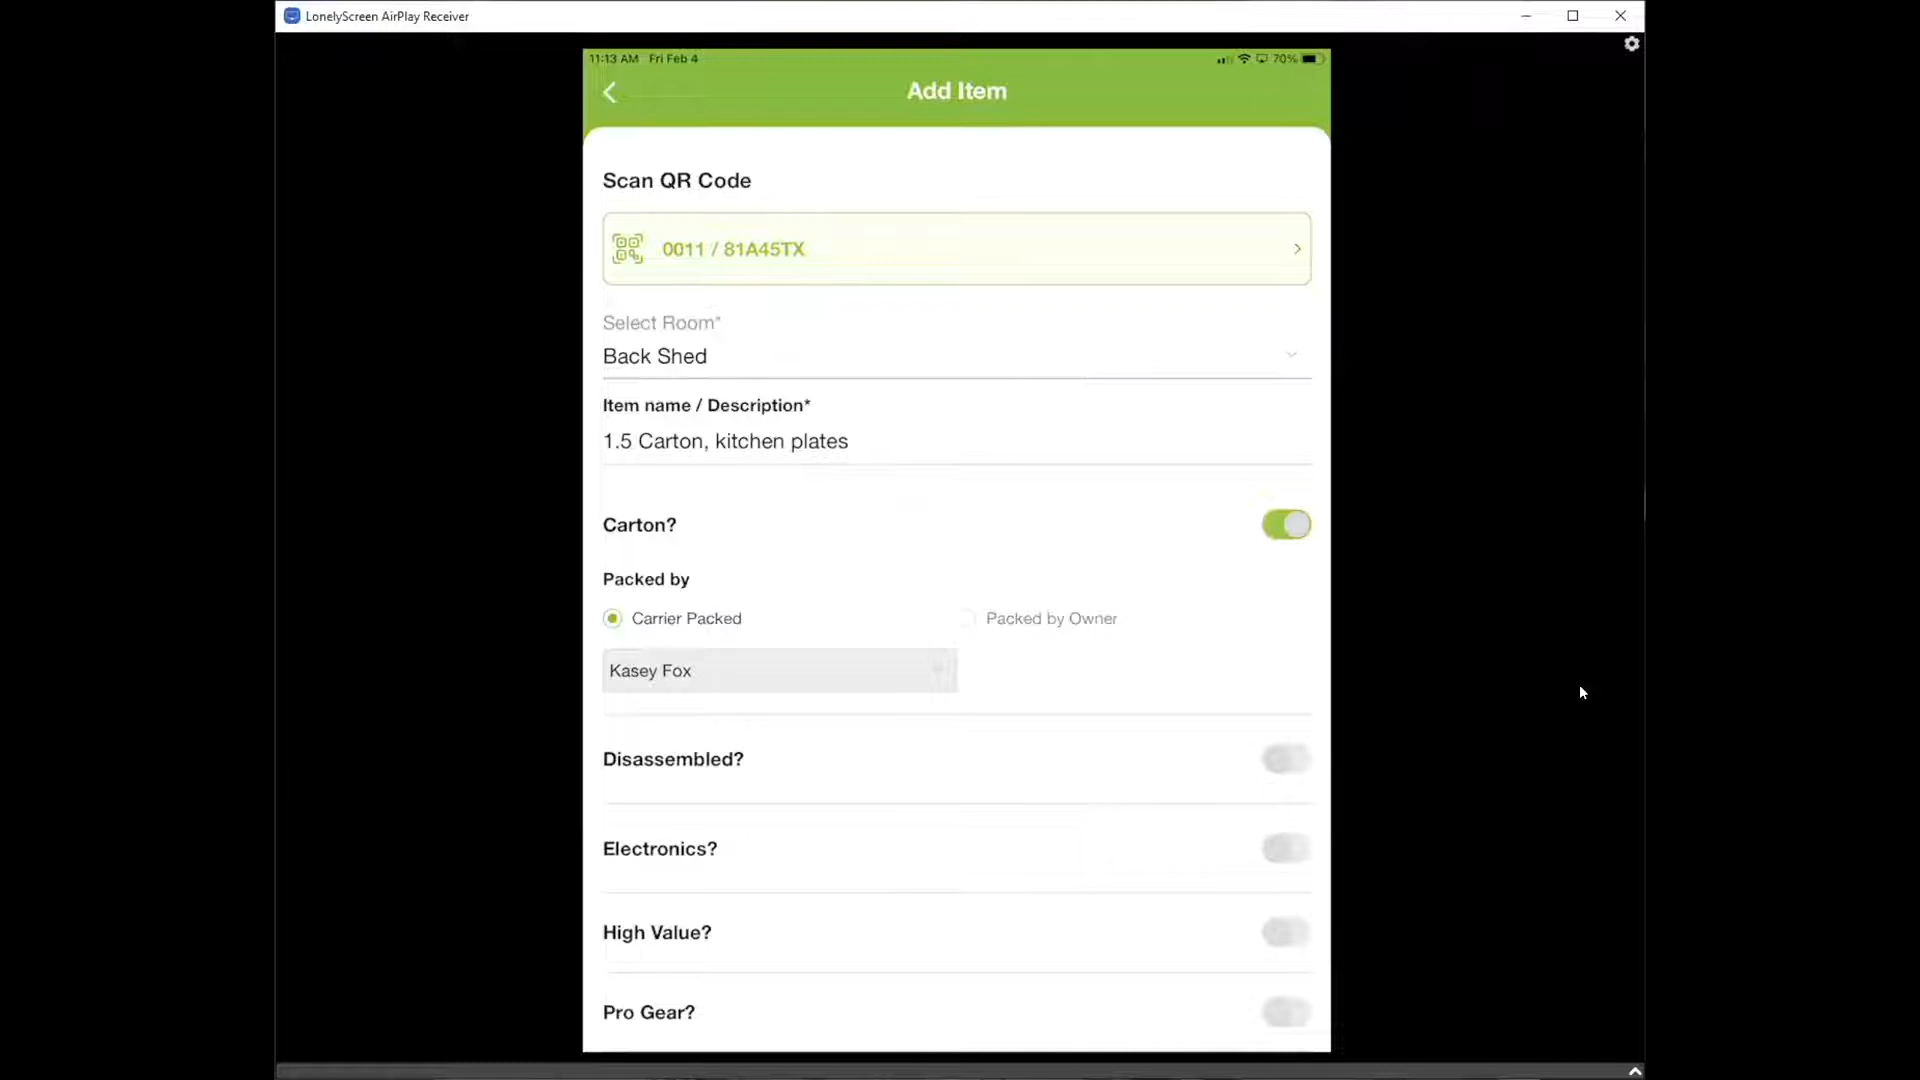 LonelyScreen AirPlay Receiver
11:13 AM Fri Feb 4
70%
Add Item
Scan QR Code
0011 / 81A45TX
Select Room*
Back Shed
Item name / Description*
1.5 Carton, kitchen plates
Carton?
Packed by
Carrier Packed
Packed by Owner
Kasey Fox
Disassembled?
Electronics?
High Value?
Pro Gear?